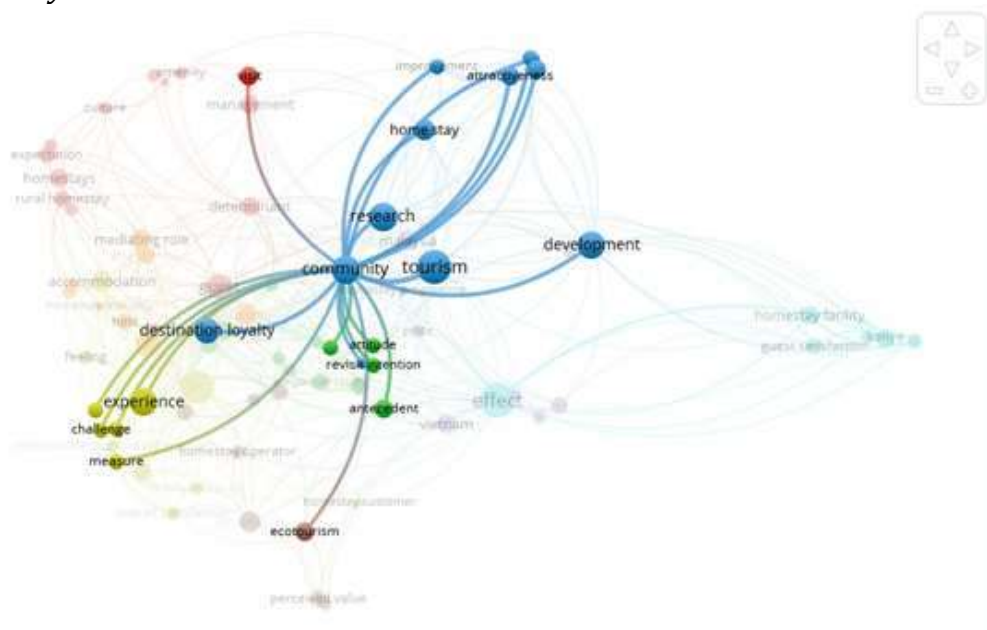 improvement
attractiveness
visit
management
culture
home stay
expectation
homestays
rural homestay
determinant
research
malaysia
mediating role
development
community
tourism
accommodation
homestay facility
destination loyalty
attitude
guest satisfaction
feeling
revisit intention
experience
effect
antecedent
challenge
vietnam
homestay operator
measure
homestay customer
ecotourism
perceived value